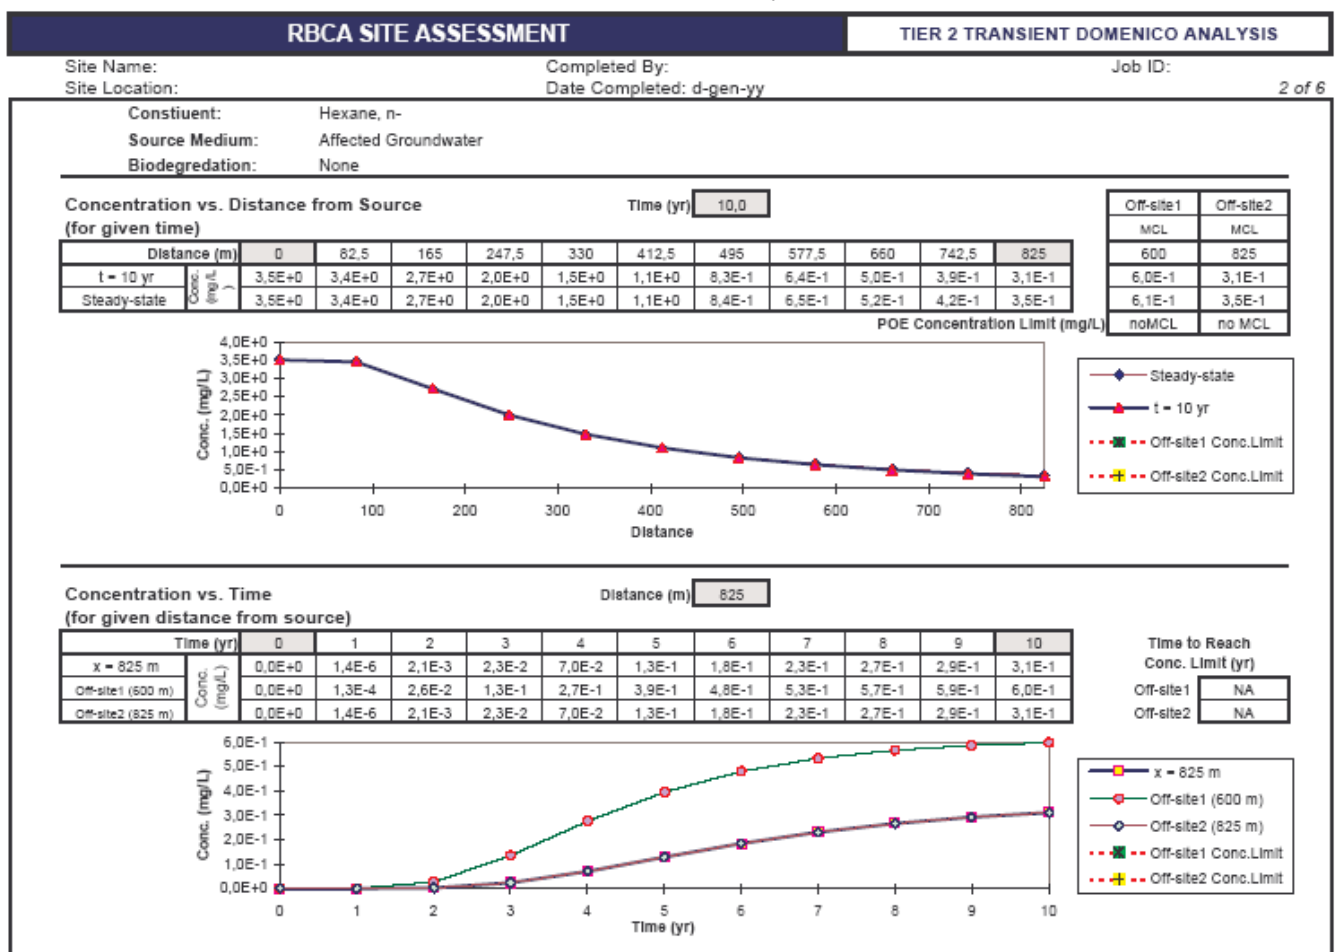 RBCA SITE ASSESSMENT TIER 2 TRANSIENT DOMENICO ANALYSIS
Site Name: Completed By: Job ID:
Site Location: Date Completed: d-gen-yy 2 of 6
Constiuent: Hexane, n-
Source Medium: Affected Groundwater
Biodegredation: None
Concentration vs. Distance from Source Time (yr) 10,0 Off-site1 Off-site2
(for given time) MCL MCL
Distance (m) 0 82,5 165 247,5 330 412,5 495 577,5 660 742,5 825 600 825
t = 10 yr Conc. (mg/L) 3,5E+0 3,4E+0 2,7E+0 2,0E+0 1,5E+0 1,1E+0 8,3E-1 6,4E-1 5,0E-1 3,9E-1 3,1E-1 6,0E-1 3,1E-1
Steady-state 3,5E+0 3,4E+0 2,7E+0 2,0E+0 1,5E+0 1,1E+0 8,4E-1 6,5E-1 5,2E-1 4,2E-1 3,5E-1 6,1E-1 3,5E-1
POE Concentration Limit (mg/L) noMCL no MCL
4,0E+0
3,5E+0
3,0E+0
2,5E+0
2,0E+0
1,5E+0
1,0E+0
5,0E-1
0,0E+0
Conc. (mg/L)
0 100 200 300 400 500 600 700 800
Distance
Steady-state
t = 10 yr
Off-site1 Conc.Limit
Off-site2 Conc.Limit
Concentration vs. Time Distance (m) 825
(for given distance from source)
Time (yr) 0 1 2 3 4 5 6 7 8 9 10 Time to Reach
x = 825 m Conc. (mg/L) 0,0E+0 1,4E-6 2,1E-3 2,3E-2 7,0E-2 1,3E-1 1,8E-1 2,3E-1 2,7E-1 2,9E-1 3,1E-1 Conc. Limit (yr)
Off-site1 (600 m) 0,0E+0 1,3E-4 2,6E-2 1,3E-1 2,7E-1 3,9E-1 4,8E-1 5,3E-1 5,7E-1 5,9E-1 6,0E-1 Off-site1 NA
Off-site2 (825 m) 0,0E+0 1,4E-6 2,1E-3 2,3E-2 7,0E-2 1,3E-1 1,8E-1 2,3E-1 2,7E-1 2,9E-1 3,1E-1 Off-site2 NA
6,0E-1
5,0E-1
4,0E-1
3,0E-1
2,0E-1
1,0E-1
0,0E+0
Conc. (mg/L)
0 1 2 3 4 5 6 7 8 9 10
Time (yr)
x = 825 m
Off-site1 (600 m)
Off-site2 (825 m)
Off-site1 Conc.Limit
Off-site2 Conc.Limit